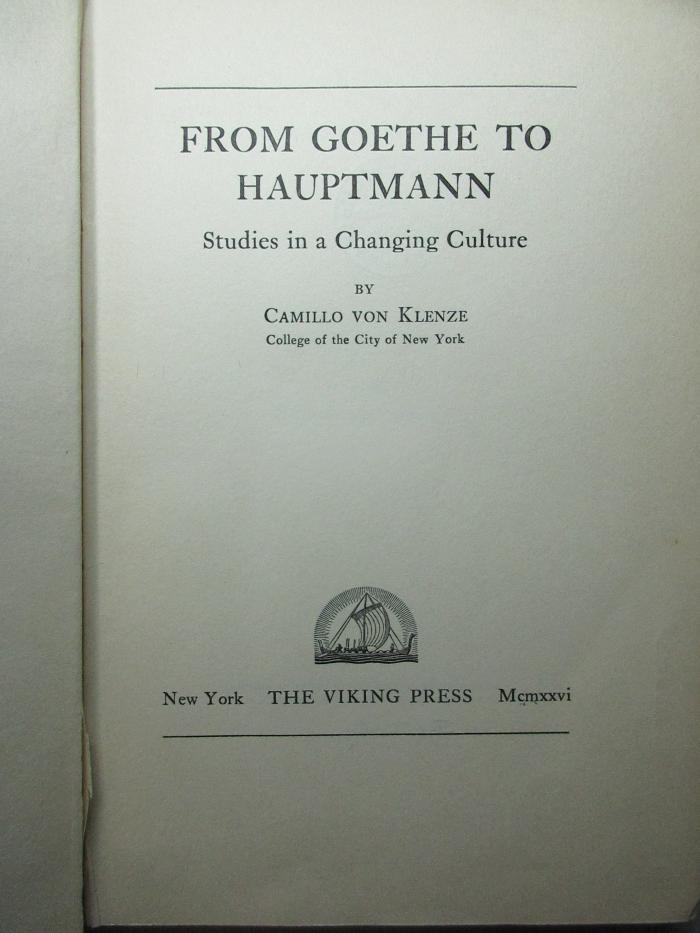 FROM GOETHE TO
HAUPTMANN
Studies in a Changing Culture
BY
CAMILLO VON KLENZE
College of the City of New York
New York THE VIKING PRESS Mcmxxvi